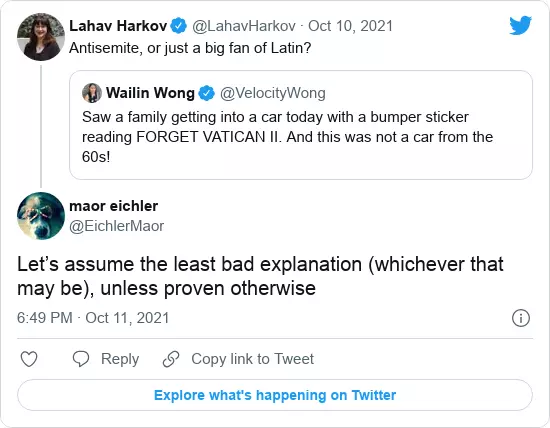 Lahav Harkov @LahavHarkov · Oct 10, 2021
Antisemite, or just a big fan of Latin?
Wailin Wong @VelocityWong
Saw a family getting into a car today with a bumper sticker
reading FORGET VATICAN II. And this was not a car from the
60s!
maor eichler
@EichlerMaor
Let’s assume the least bad explanation (whichever that
may be), unless proven otherwise
6:49 PM · Oct 11, 2021
Reply Copy link to Tweet
Explore what's happening on Twitter